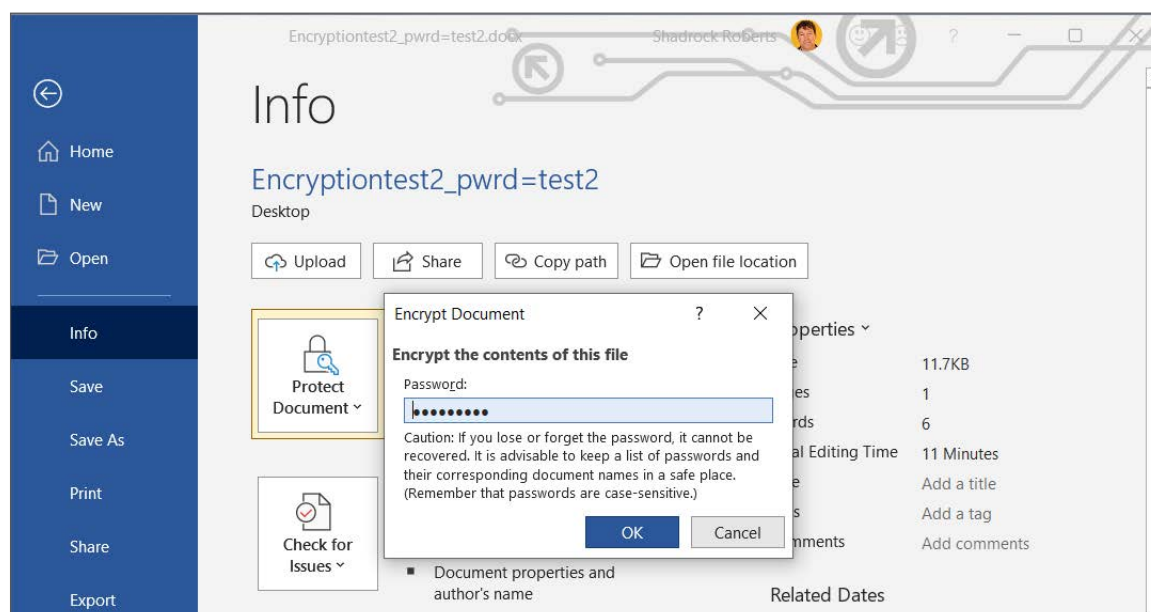 Encryptiontest2_pwrd=test2.docx
Shadrock Roberts
?
Info
Home
New
Open
Info
Save
Save As
Print
Share
Export
Encryptiontest2_pwrd=test2
Desktop
Upload
Share
Copy path
Open file location
Protect
Document
Check for
Issues
Encrypt Document
?
Encrypt the contents of this file
Password:
Caution: If you lose or forget the password, it cannot be
recovered. It is advisable to keep a list of passwords and
their corresponding document names in a safe place.
(Remember that passwords are case-sensitive.)
OK
Cancel
Document properties and
author's name
11.7KB
1
6
Editing Time 11 Minutes
Add a title
Add a tag
Add comments
Related Dates